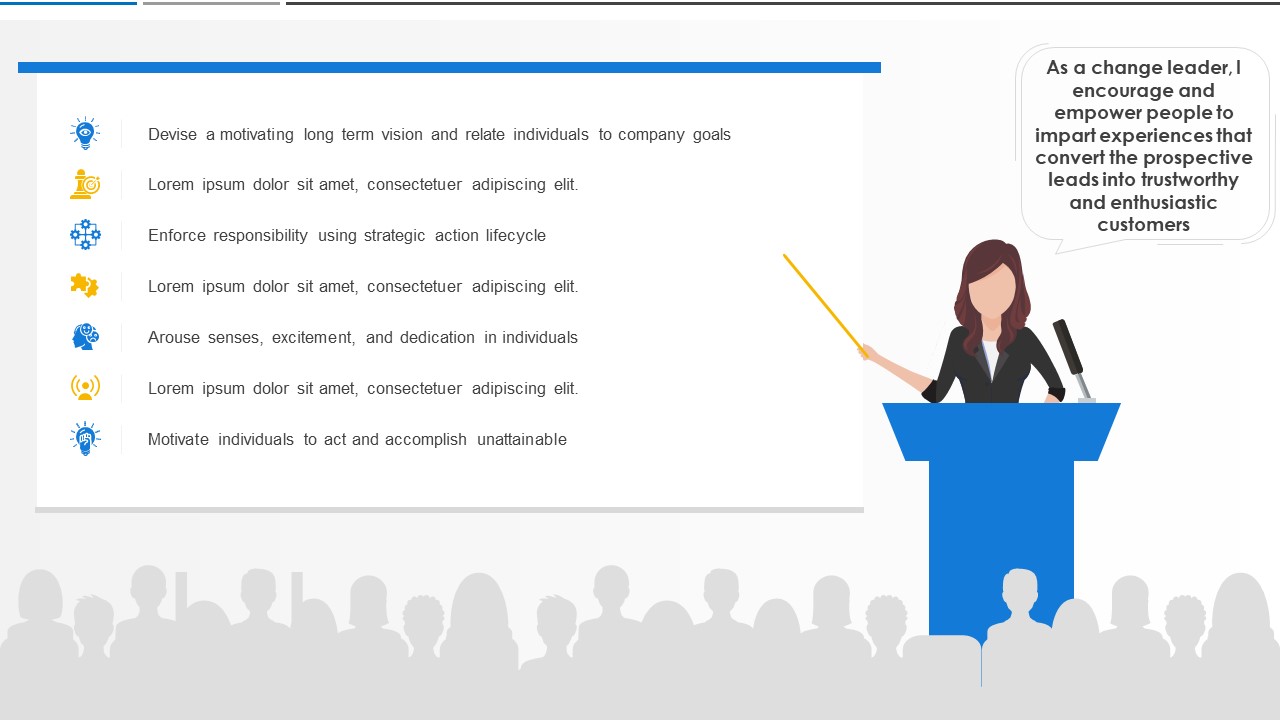 Devise a motivating long term vision and relate individuals to company goals
Lorem ipsum dolor sit amet, consectetuer adipiscing elit.
Enforce responsibility using strategic action lifecycle
Lorem ipsum dolor sit amet, consectetuer adipiscing elit.
Arouse senses, excitement, and dedication in individuals
Lorem ipsum dolor sit amet, consectetuer adipiscing elit.
Motivate individuals to act and accomplish unattainable
As a change leader, I
encourage and
empower people to
impart experiences that
convert the prospective
leads into trustworthy
and enthusiastic
customers